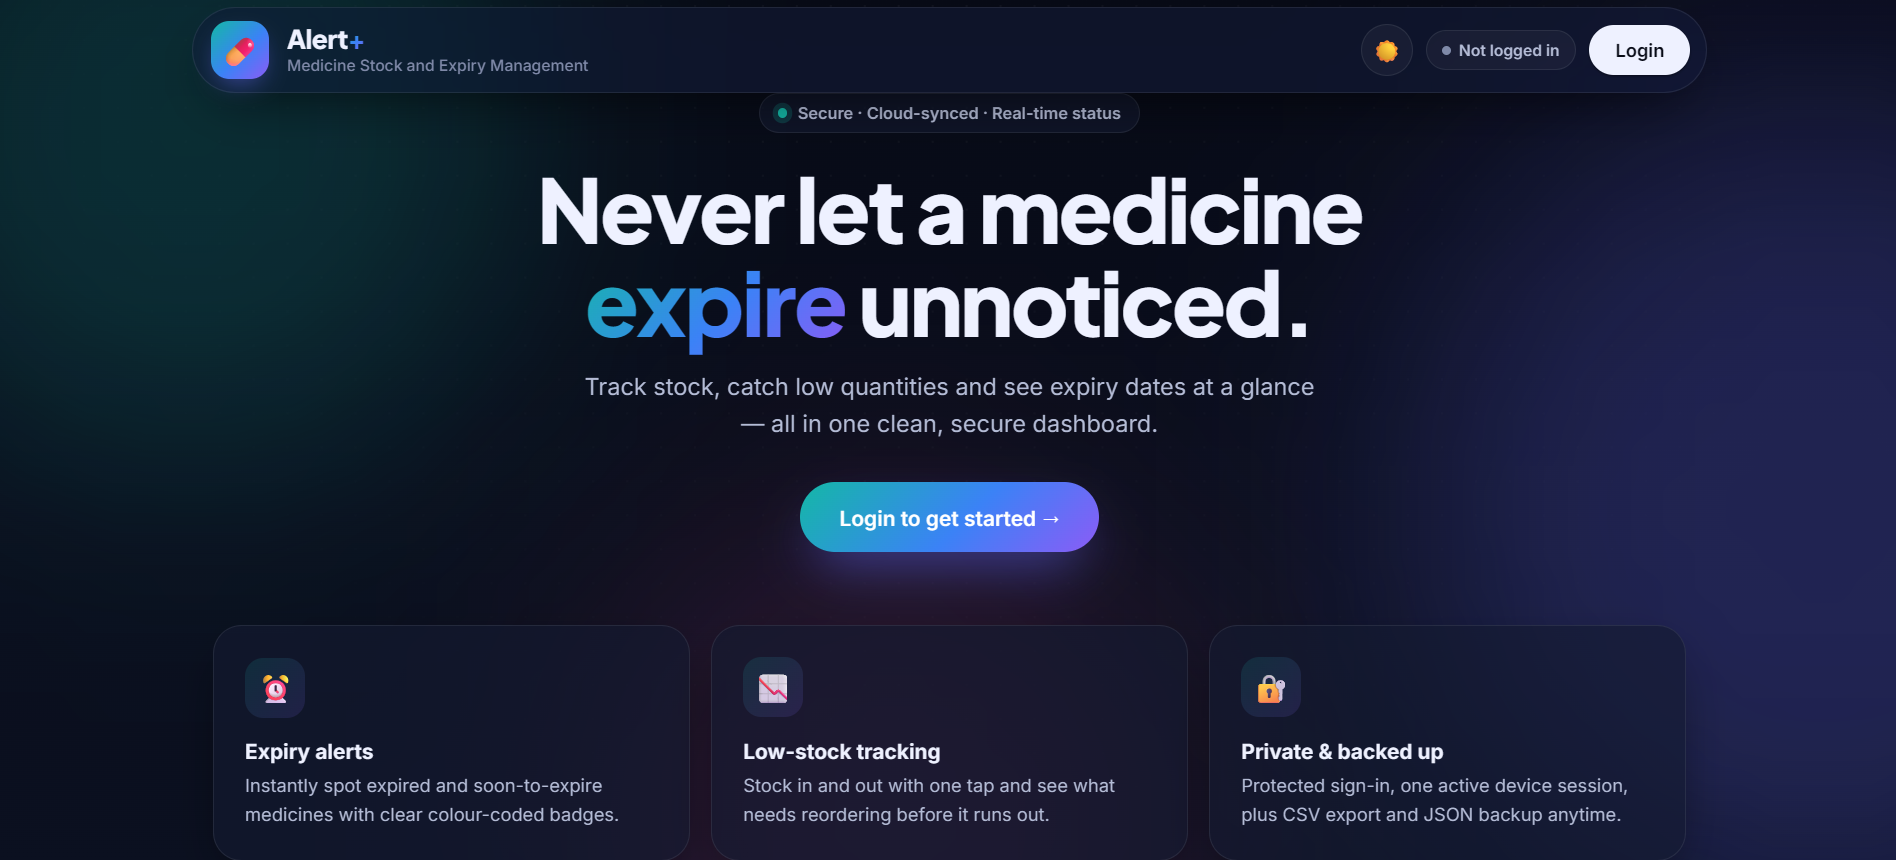 Alert+
Medicine Stock and Expiry Management
Not logged in
Login
Secure · Cloud-synced · Real-time status
Never let a medicine
expire unnoticed.
Track stock, catch low quantities and see expiry dates at a glance
— all in one clean, secure dashboard.
Login to get started →
Expiry alerts
Instantly spot expired and soon-to-expire
medicines with clear colour-coded badges.
Low-stock tracking
Stock in and out with one tap and see what
needs reordering before it runs out.
Private & backed up
Protected sign-in, one active device session,
plus CSV export and JSON backup anytime.